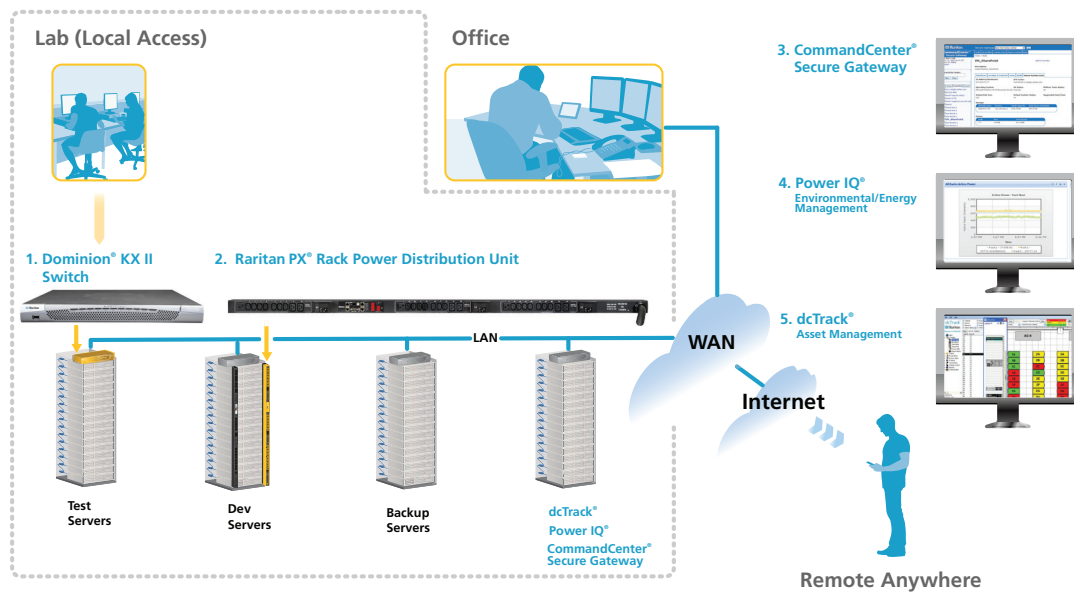 Lab (Local Access)
Office
3. CommandCenter®
Secure Gateway
4. Power IQ®
Environmental/Energy
Management
1. Dominion® KX II
Switch
2. Raritan PX® Rack Power Distribution Unit
5. dcTrack®
Asset Management
LAN
WAN
Internet
Test
Servers
Dev
Servers
Backup
Servers
dcTrack®
Power IQ®
CommandCenter®
Secure Gateway
Remote Anywhere